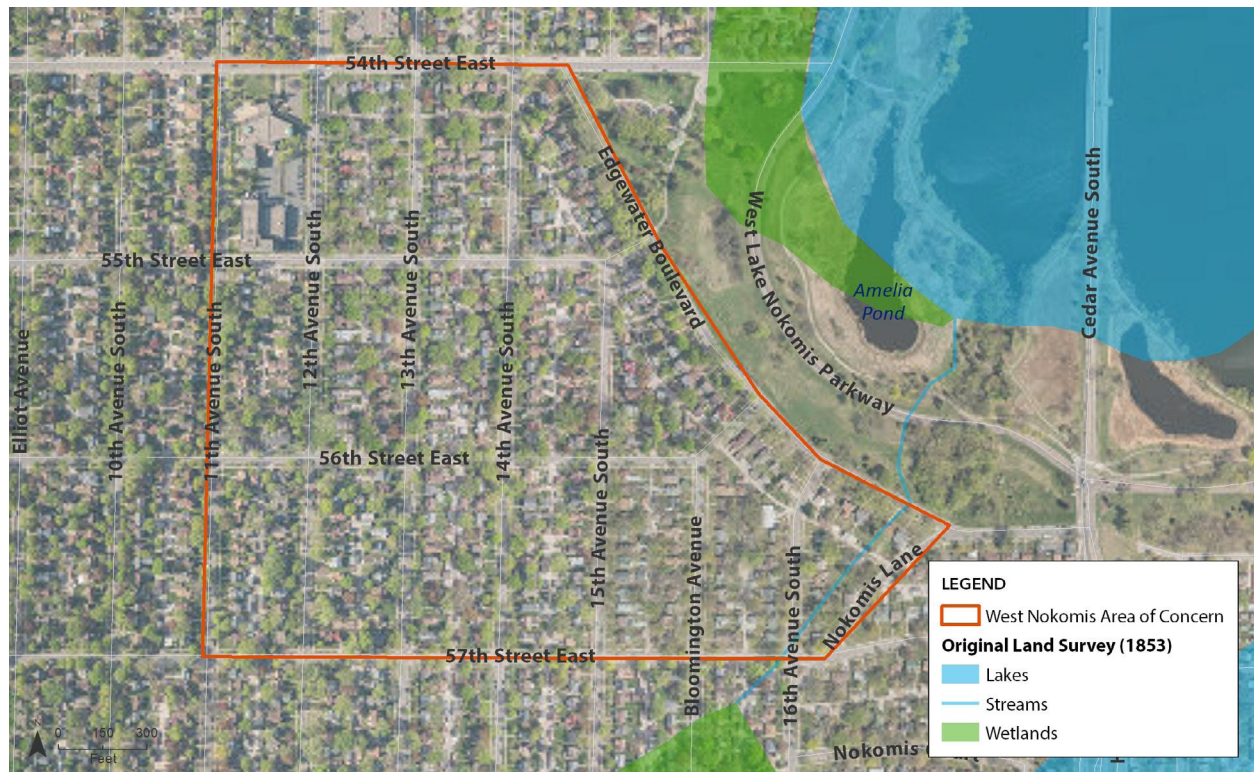 54th Street East
Edgewater Boulevard
West Lake Nokomis Parkway
Cedar Avenue South
55th Street East
Amelia
Pond
Elliot Avenue
10th Avenue South
11th Avenue South
12th Avenue South
13th Avenue South
14th Avenue South
15th Avenue South
56th Street East
Bloomington Avenue
16th Avenue South
Nokomis Lane
57th Street East
Nokomis
N
0 150 300
Feet
LEGEND
West Nokomis Area of Concern
Original Land Survey (1853)
Lakes
Streams
Wetlands